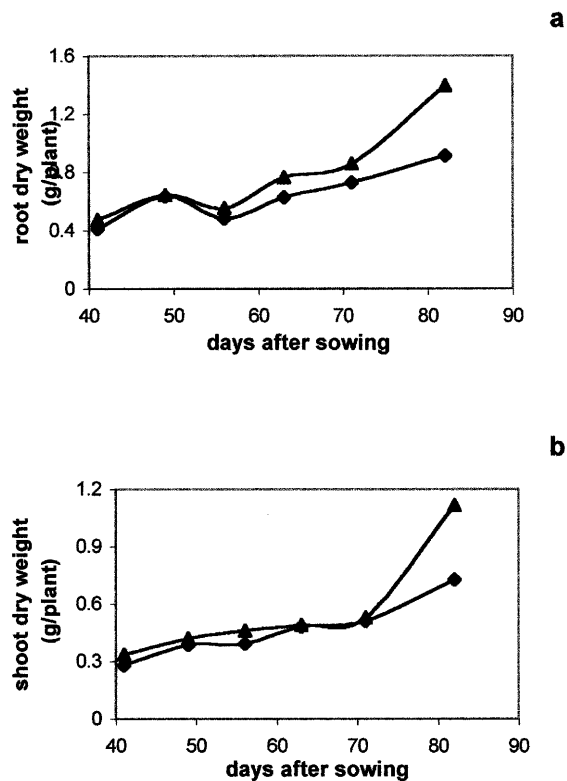 a
1.6
1.2
0.8
0.4
0
root dry weight
(g/plant)
40 50 60 70 80 90
days after sowing
b
1.2
0.9
0.6
0.3
0
shoot dry weight
(g/plant)
40 50 60 70 80 90
days after sowing